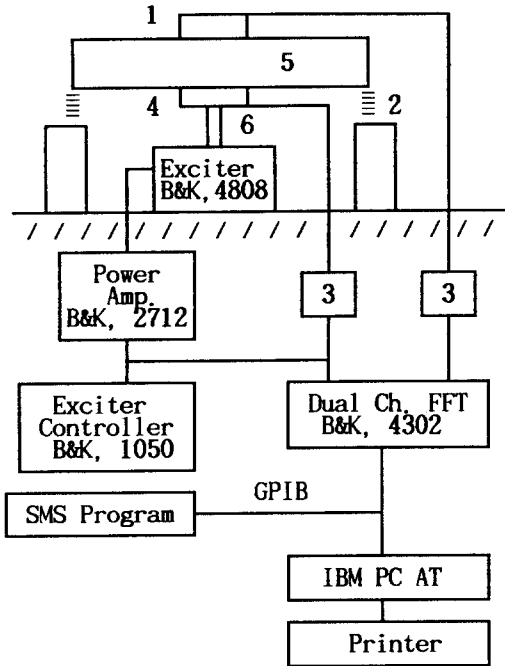 1
5
4
2
6
Exciter
B&K, 4808
Power
Amp.
B&K, 2712
3
3
Exciter
Controller
B&K, 1050
Dual Ch. FFT
B&K, 4302
GPIB
SMS Program
IBM PC AT
Printer